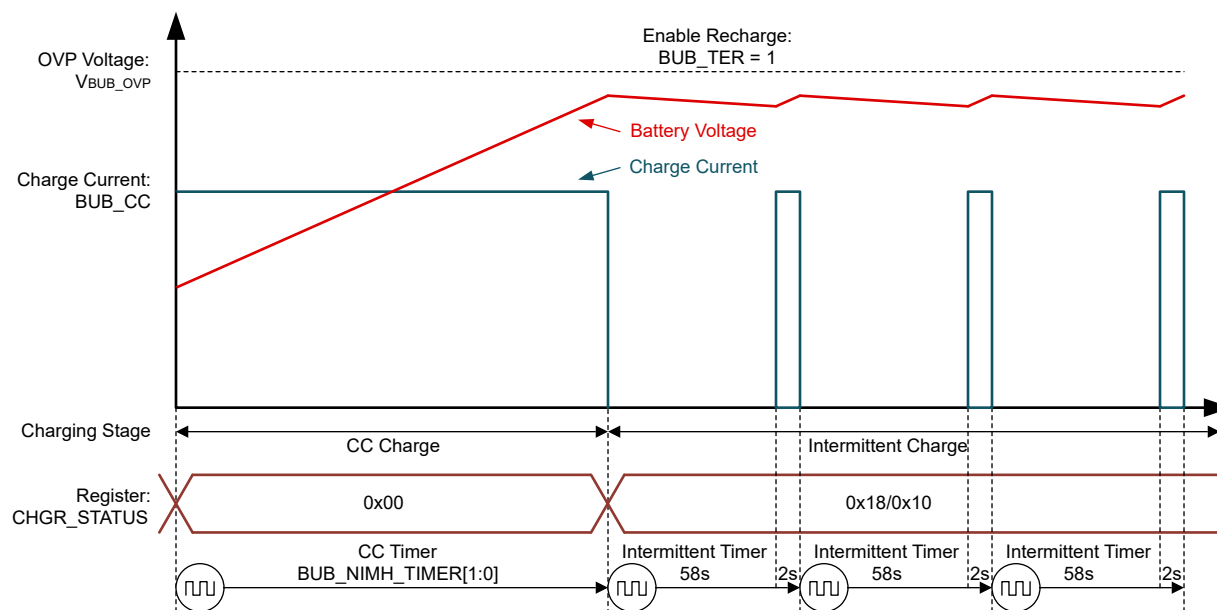 Enable Recharge:
BUB_TER = 1
OVP Voltage:
VBUB_OVP
Battery Voltage
Charge Current
Charge Current:
BUB_CC
Charging Stage
CC Charge
Intermittent Charge
Register:
CHGR_STATUS
0x00
0x18/0x10
CC Timer
BUB_NIMH_TIMER[1:0]
Intermittent Timer
58s
2s
Intermittent Timer
58s
2s
Intermittent Timer
58s
2s